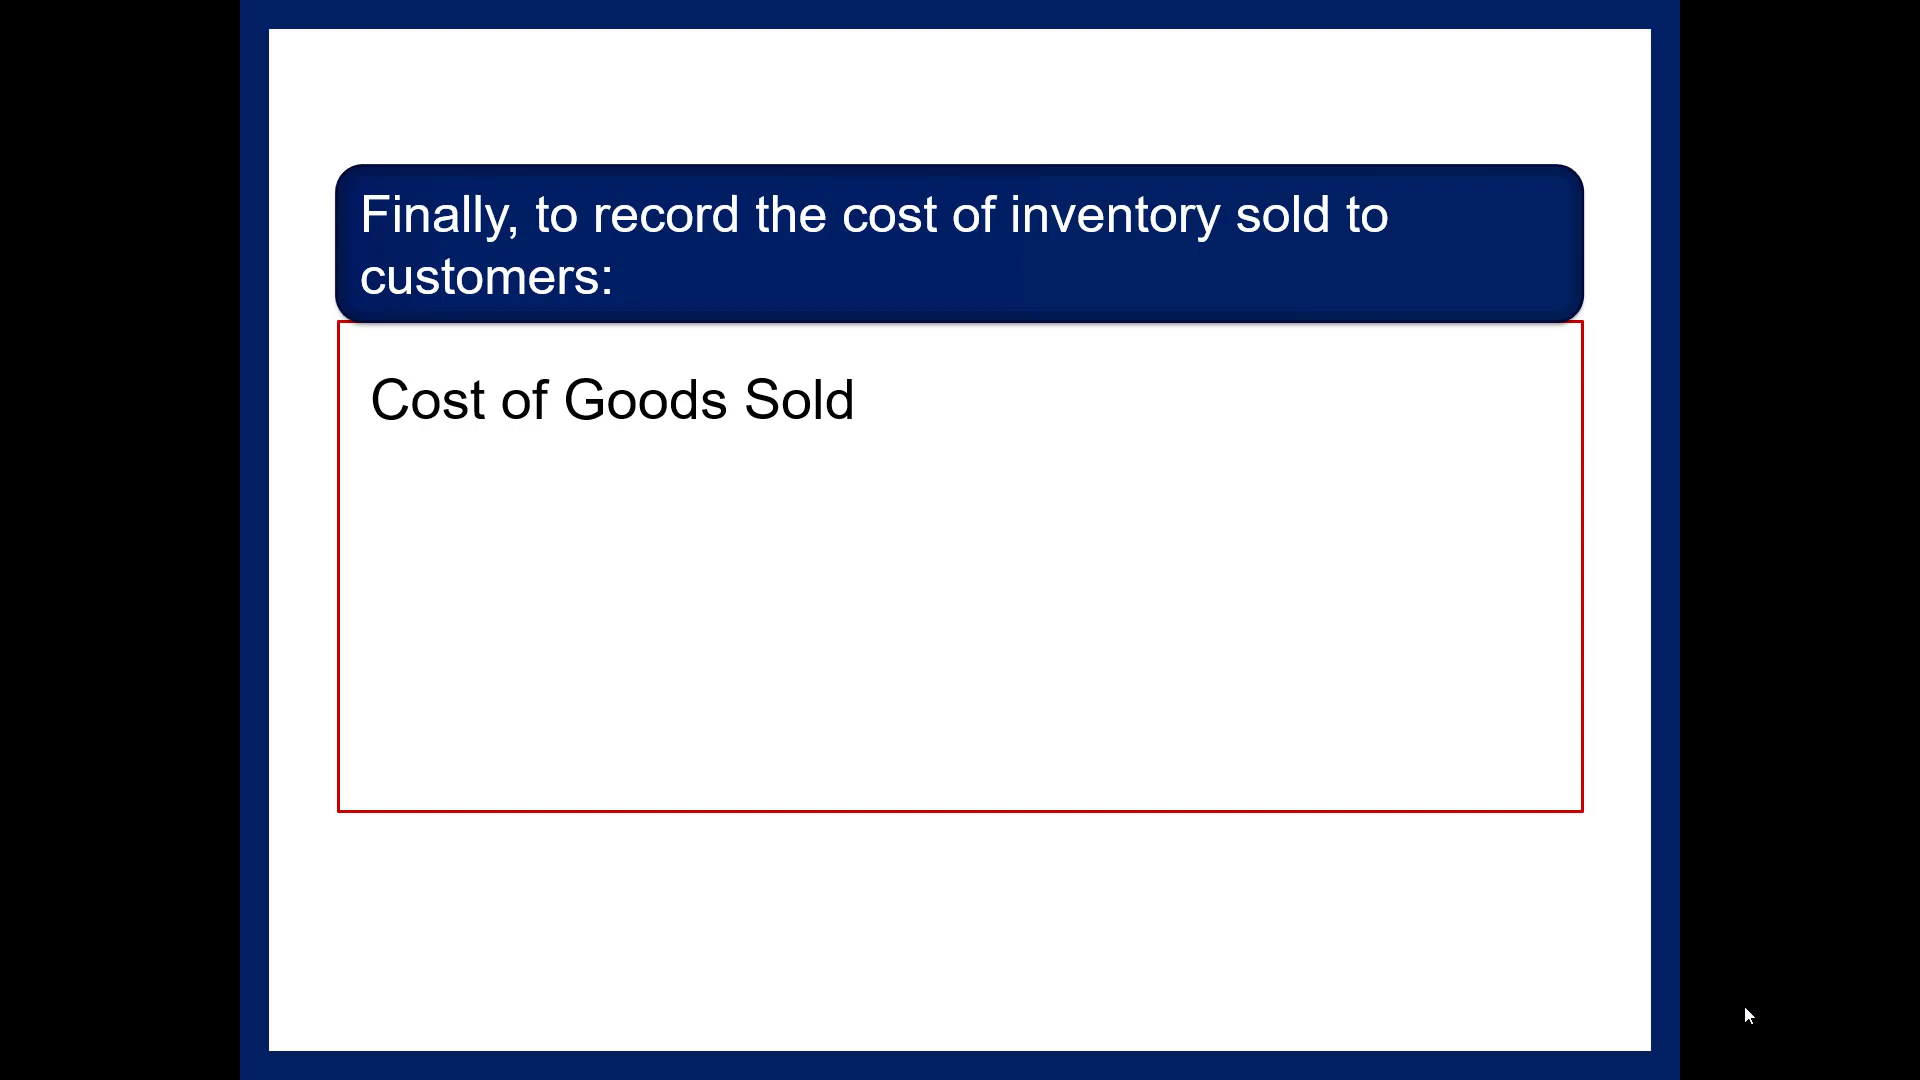 Finally, to record the cost of inventory sold to
customers:
Cost of Goods Sold